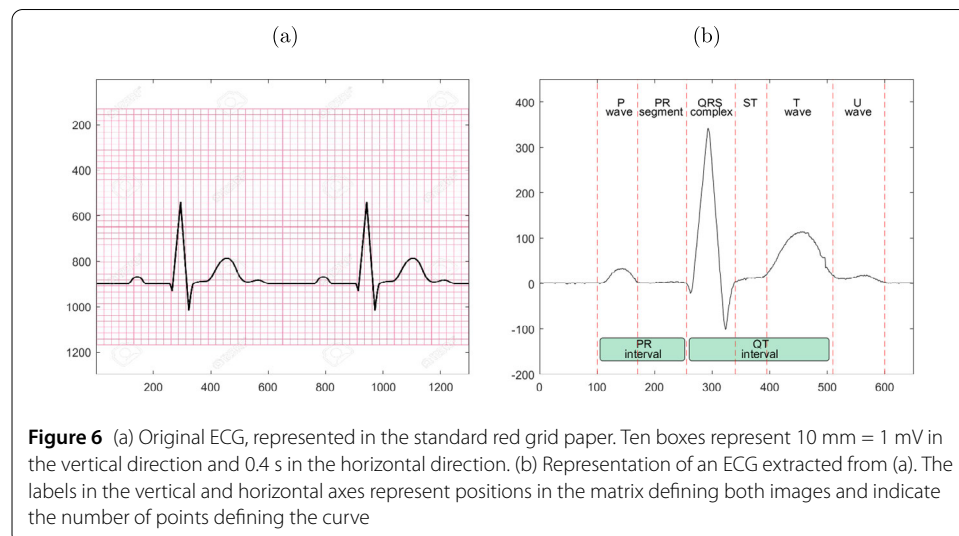 (a)
(b)
200
400
600
800
1000
1200
200
400
600
800
1000
1200
400
300
200
100
0
-100
-200
0
100
200
300
400
500
600
P
wave
PR
segment
QRS
complex
ST
T
wave
U
wave
PR
interval
QT
interval
Figure 6 (a) Original ECG, represented in the standard red grid paper. Ten boxes represent 10 mm = 1 mV in
the vertical direction and 0.4 s in the horizontal direction. (b) Representation of an ECG extracted from (a). The
labels in the vertical and horizontal axes represent positions in the matrix defining both images and indicate
the number of points defining the curve